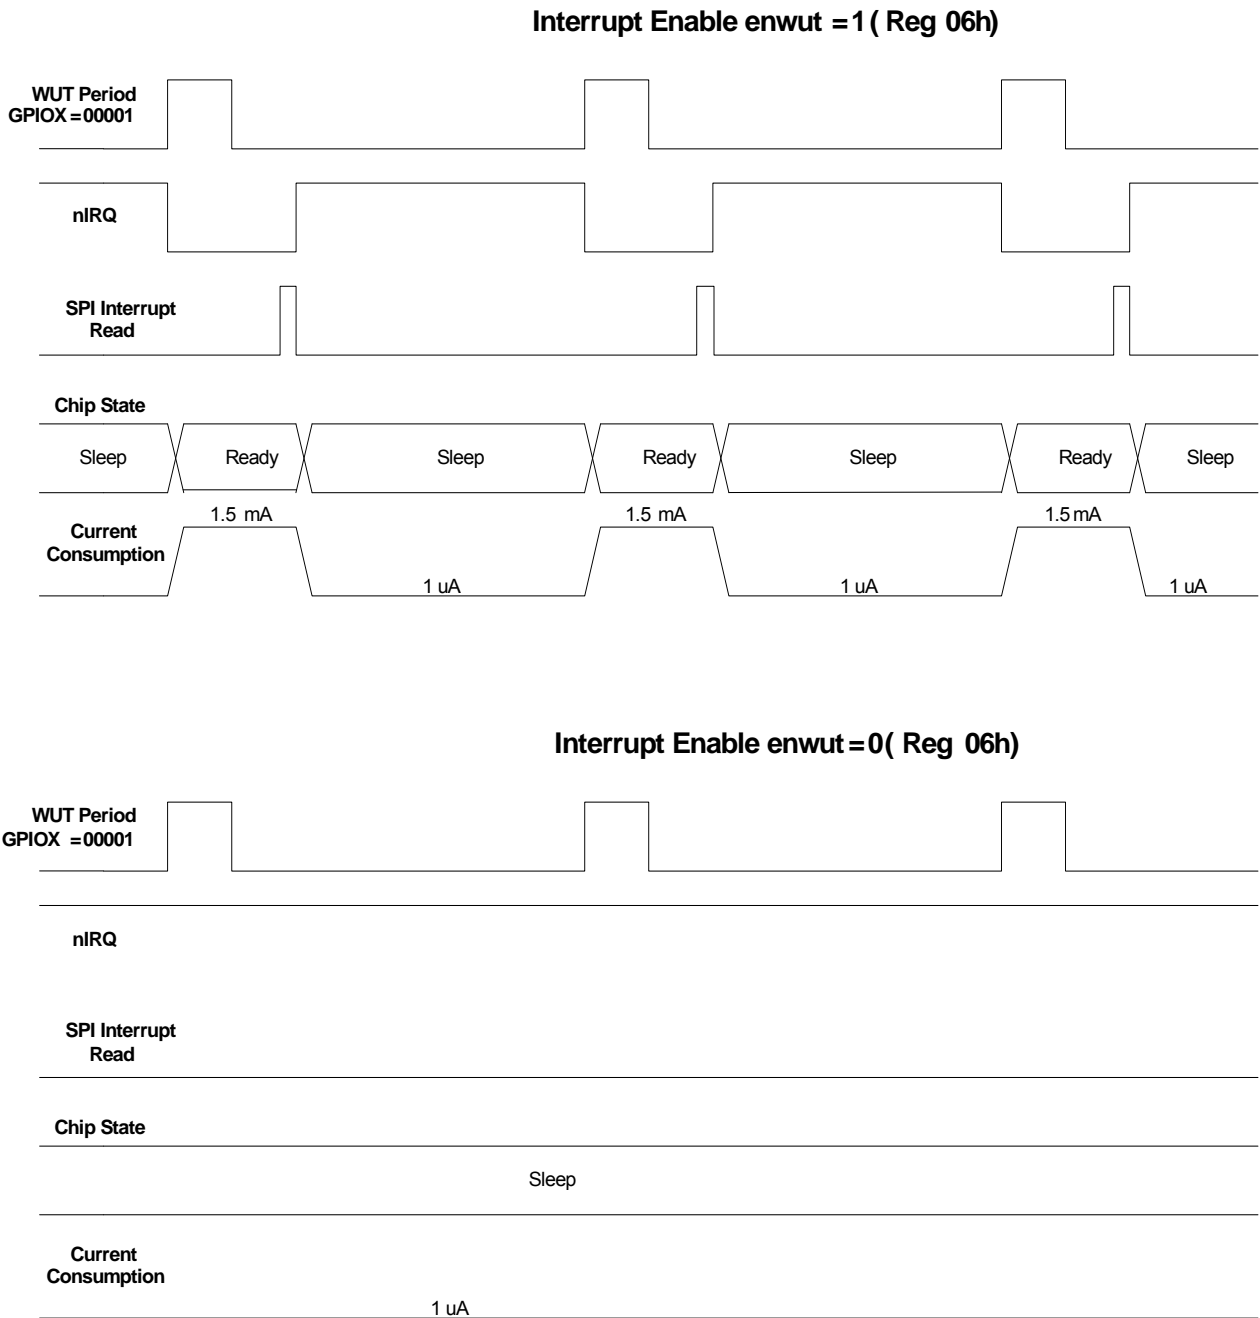 Interrupt Enable enwut =1 ( Reg 06h)
WUT Period
GPIOX =00001
nIRQ
SPI Interrupt
Read
Chip State
Sleep Ready Sleep Ready Sleep Ready Sleep
1.5 mA 1.5 mA 1.5 mA
Current
Consumption
1 uA 1 uA 1 uA
Interrupt Enable enwut =0( Reg 06h)
WUT Period
GPIOX =00001
nIRQ
SPI Interrupt
Read
Chip State
Sleep
Current
Consumption
1 uA